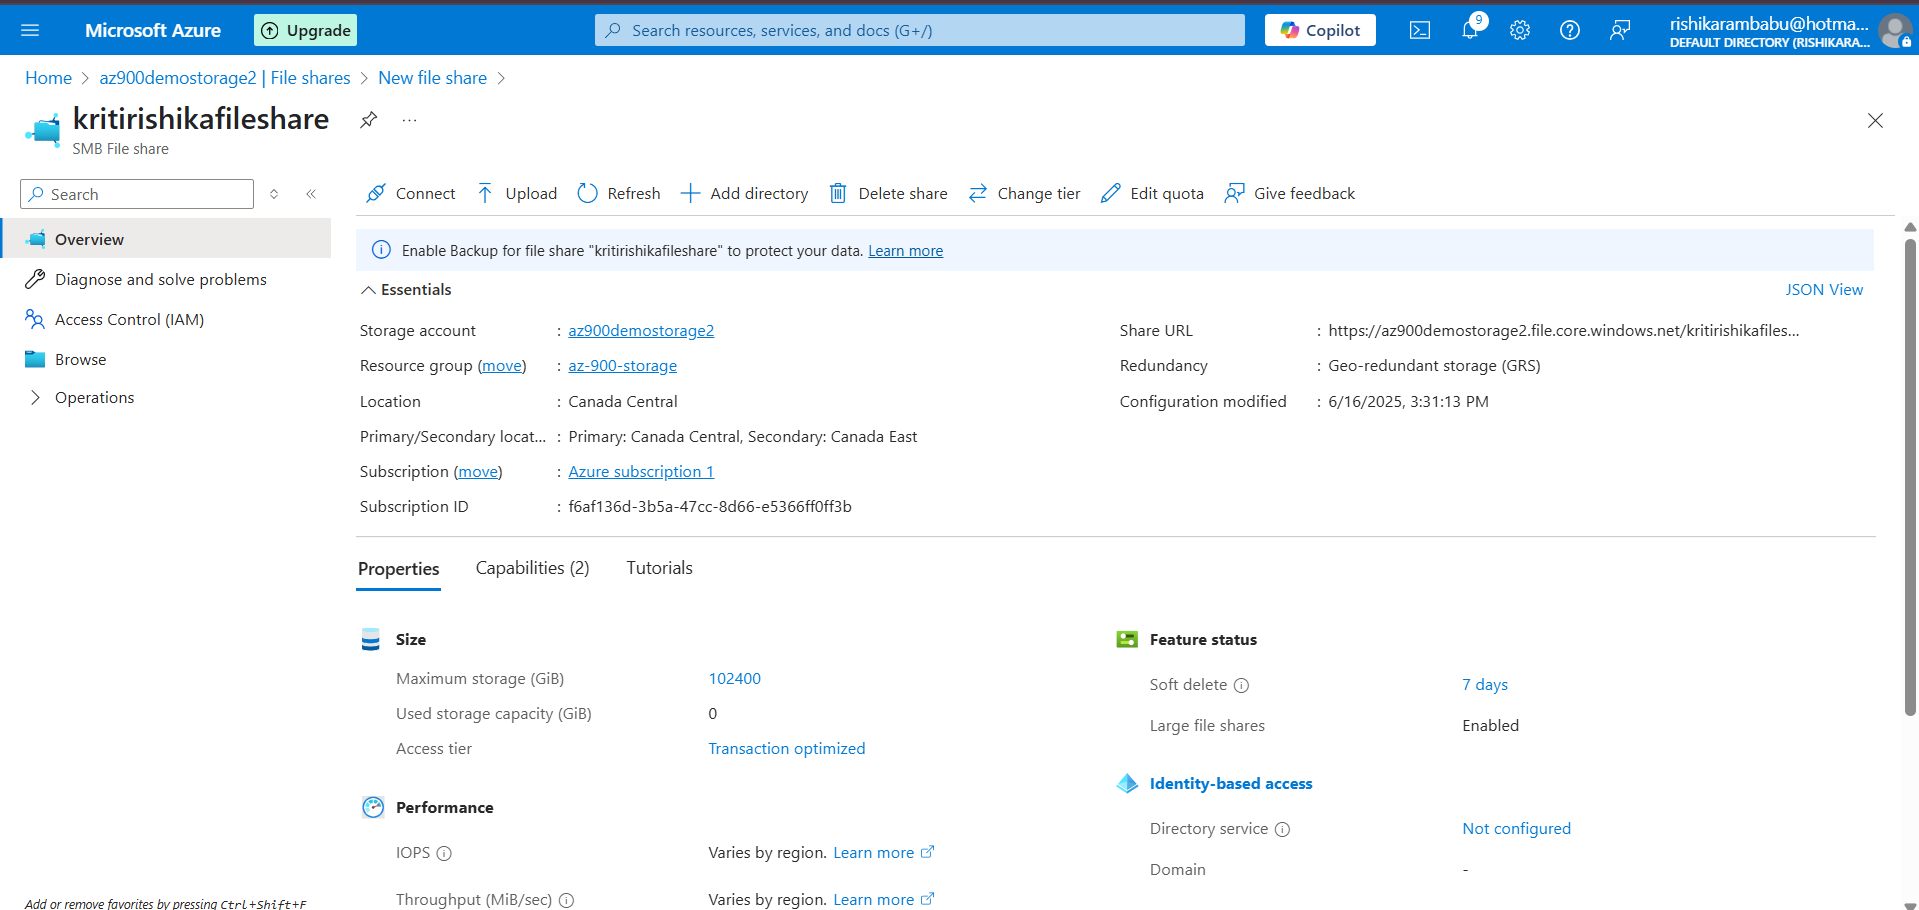 Microsoft Azure
Upgrade
Search resources, services, and docs (G+/)
Copilot
9
rishikarambabu@hotma...
DEFAULT DIRECTORY (RISHIKARA...
Home > az900demostorage2 | File shares > New file share >
kritirishikafileshare
...
SMB File share
Search
Connect
Upload
Refresh
Add directory
Delete share
Change tier
Edit quota
Give feedback
Overview
Diagnose and solve problems
Access Control (IAM)
Browse
Operations
Enable Backup for file share "kritirishikafileshare" to protect your data. Learn more
Essentials
JSON View
Storage account : az900demostorage2
Resource group (move) : az-900-storage
Location : Canada Central
Primary/Secondary locat... : Primary: Canada Central, Secondary: Canada East
Subscription (move) : Azure subscription 1
Subscription ID : f6af136d-3b5a-47cc-8d66-e5366ff0ff3b
Share URL : https://az900demostorage2.file.core.windows.net/kritirishikafiles...
Redundancy : Geo-redundant storage (GRS)
Configuration modified : 6/16/2025, 3:31:13 PM
Properties
Capabilities (2)
Tutorials
Size
Maximum storage (GiB) 102400
Used storage capacity (GiB) 0
Access tier Transaction optimized
Performance
IOPS Varies by region. Learn more
Throughput (MiB/sec) Varies by region. Learn more
Feature status
Soft delete 7 days
Large file shares Enabled
Identity-based access
Directory service Not configured
Domain -
Add or remove favorites by pressing Ctrl+Shift+F